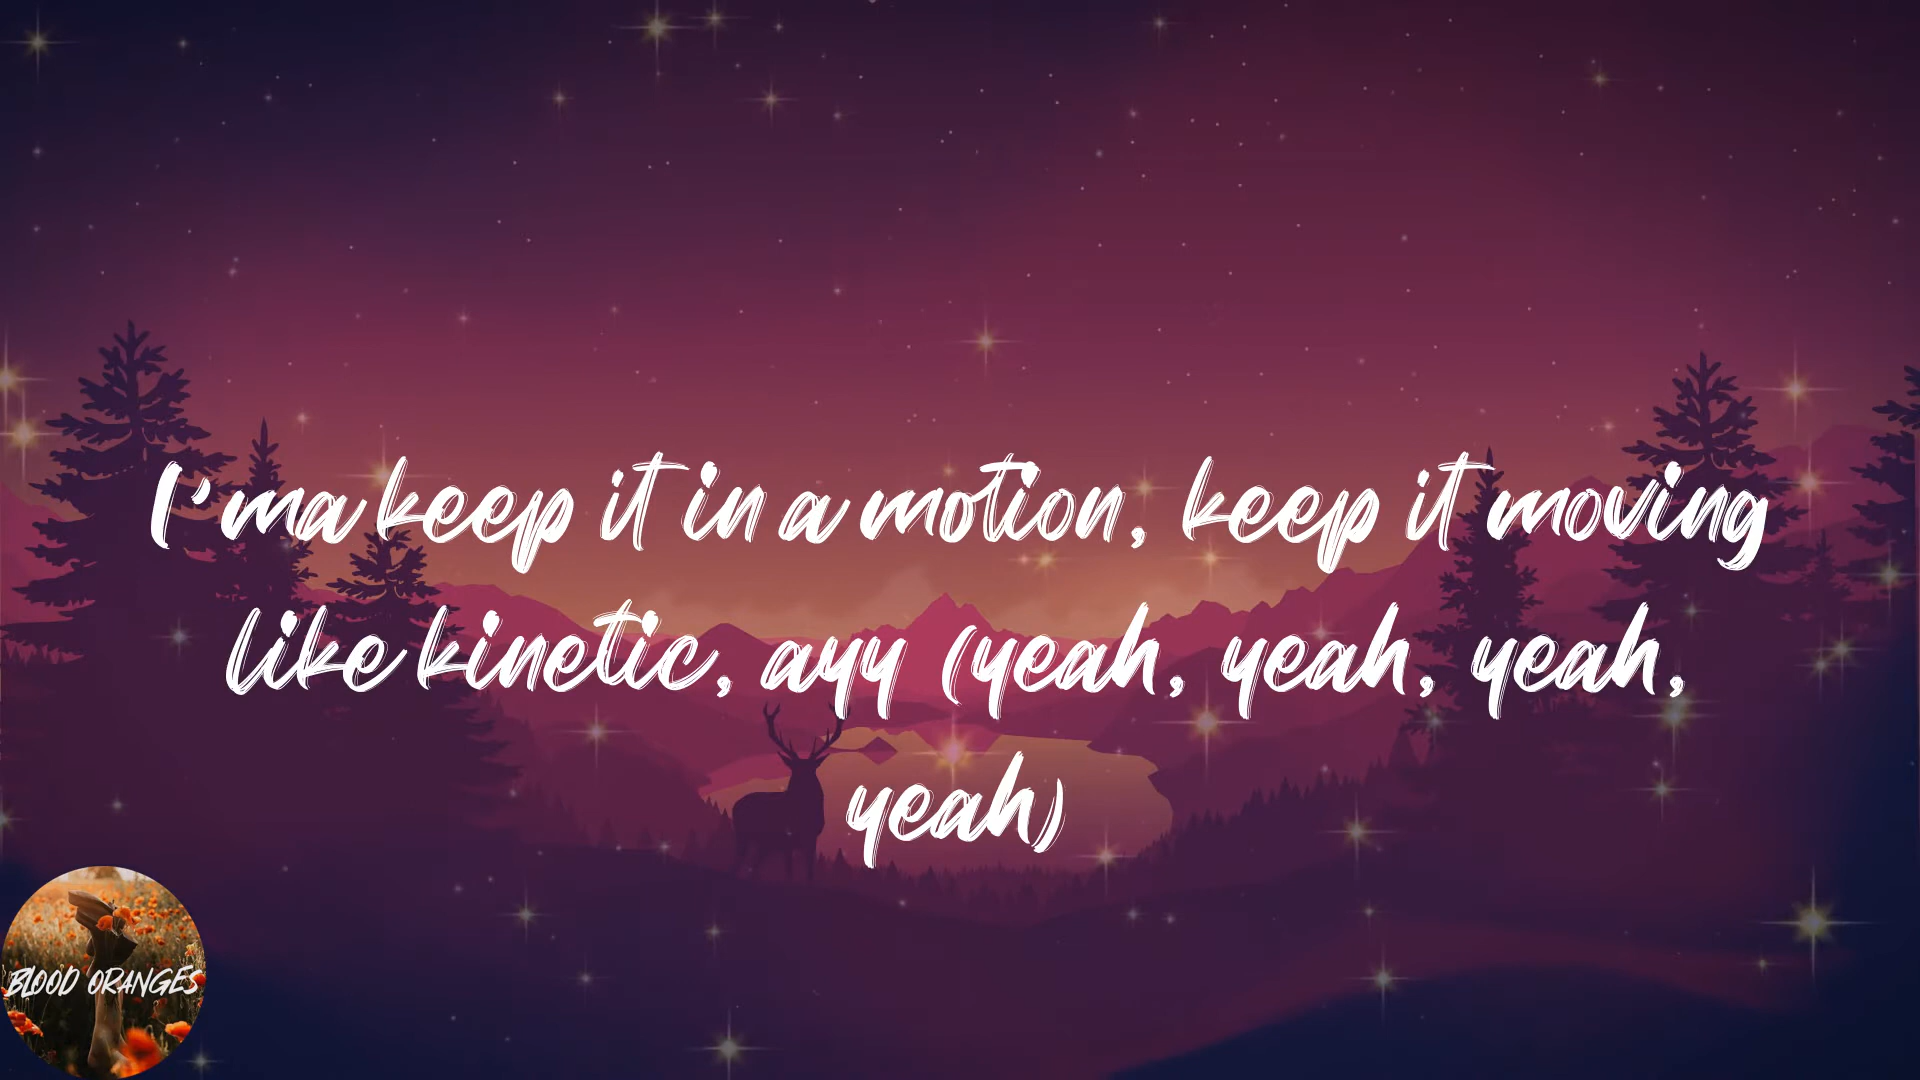 I'ma keep it in a motion, keep it moving
like kinetic, ayy (yeah, yeah, yeah,
yeah)
BLOOD ORANGES